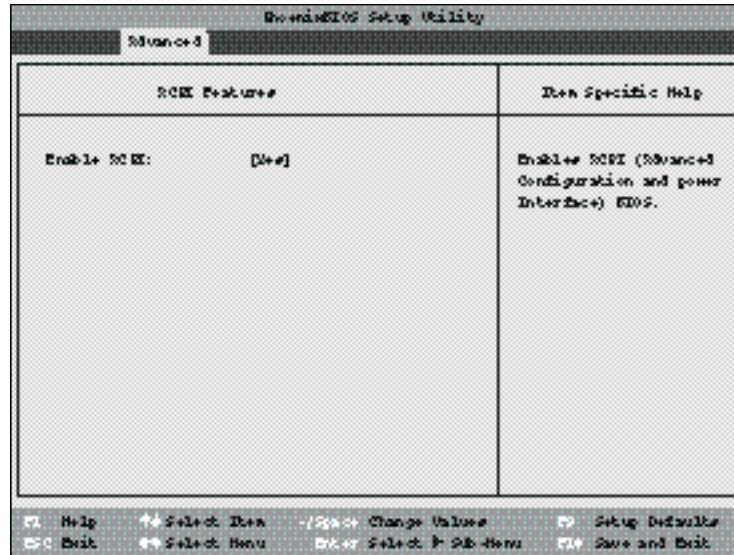 PhoenixBIOS Setup Utility
Advanced
ACPI Features
Item Specific Help
Enable ACPI:
[Yes]
Enables ACPI (Advanced
Configuration and power
Interface) BIOS.
F1 Help ↑↓ Select Item -/Space Change Values F9 Setup Defaults
ESC Exit ←→ Select Menu Enter Select ▶ Sub-Menu F10 Save and Exit